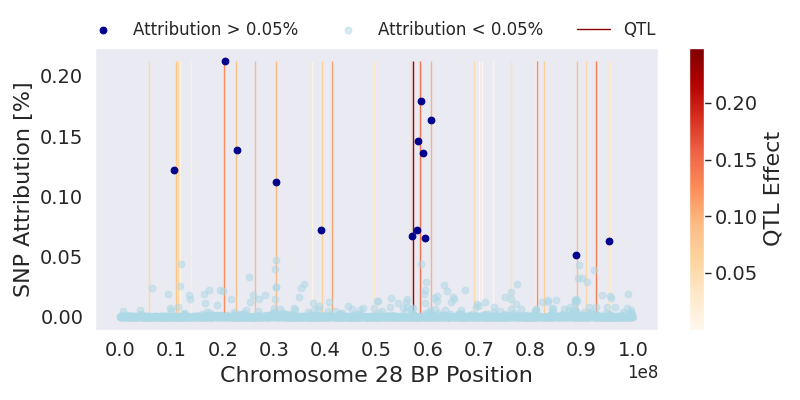 Attribution > 0.05% Attribution < 0.05% QTL
SNP Attribution [%]
0.20
0.15
0.10
0.05
0.00
0.0 0.1 0.2 0.3 0.4 0.5 0.6 0.7 0.8 0.9 1.0
1e8
Chromosome 28 BP Position
0.20
0.15
0.10
0.05
QTL Effect